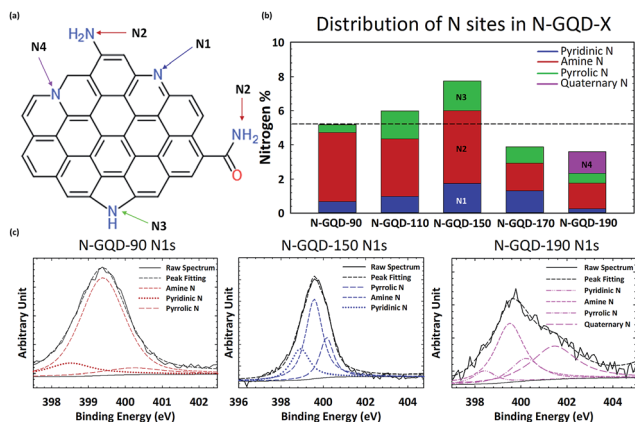 (a)
H₂N
N2
N1
N4
N
N
N2
NH₂
O
N
H
N3
(b)
Distribution of N sites in N-GQD-X
Nitrogen %
10
8
6
4
2
0
Pyridinic N
Amine N
Pyrrolic N
Quaternary N
N3
N2
N1
N4
N-GQD-90 N-GQD-110 N-GQD-150 N-GQD-170 N-GQD-190
(c)
N-GQD-90 N1s
Arbitrary Unit
Raw Spectrum
Peak Fitting
Amine N
Pyridinic N
Pyrrolic N
398 399 400 401 402
Binding Energy (eV)
N-GQD-150 N1s
Arbitrary Unit
Raw Spectrum
Peak Fitting
Pyrrolic N
Amine N
Pyridinic N
396 398 400 402 404
Binding Energy (eV)
N-GQD-190 N1s
Arbitrary Unit
Raw Spectrum
Peak Fitting
Pyridinic N
Amine N
Pyrrolic N
Quaternary N
398 400 402 404
Binding Energy (eV)